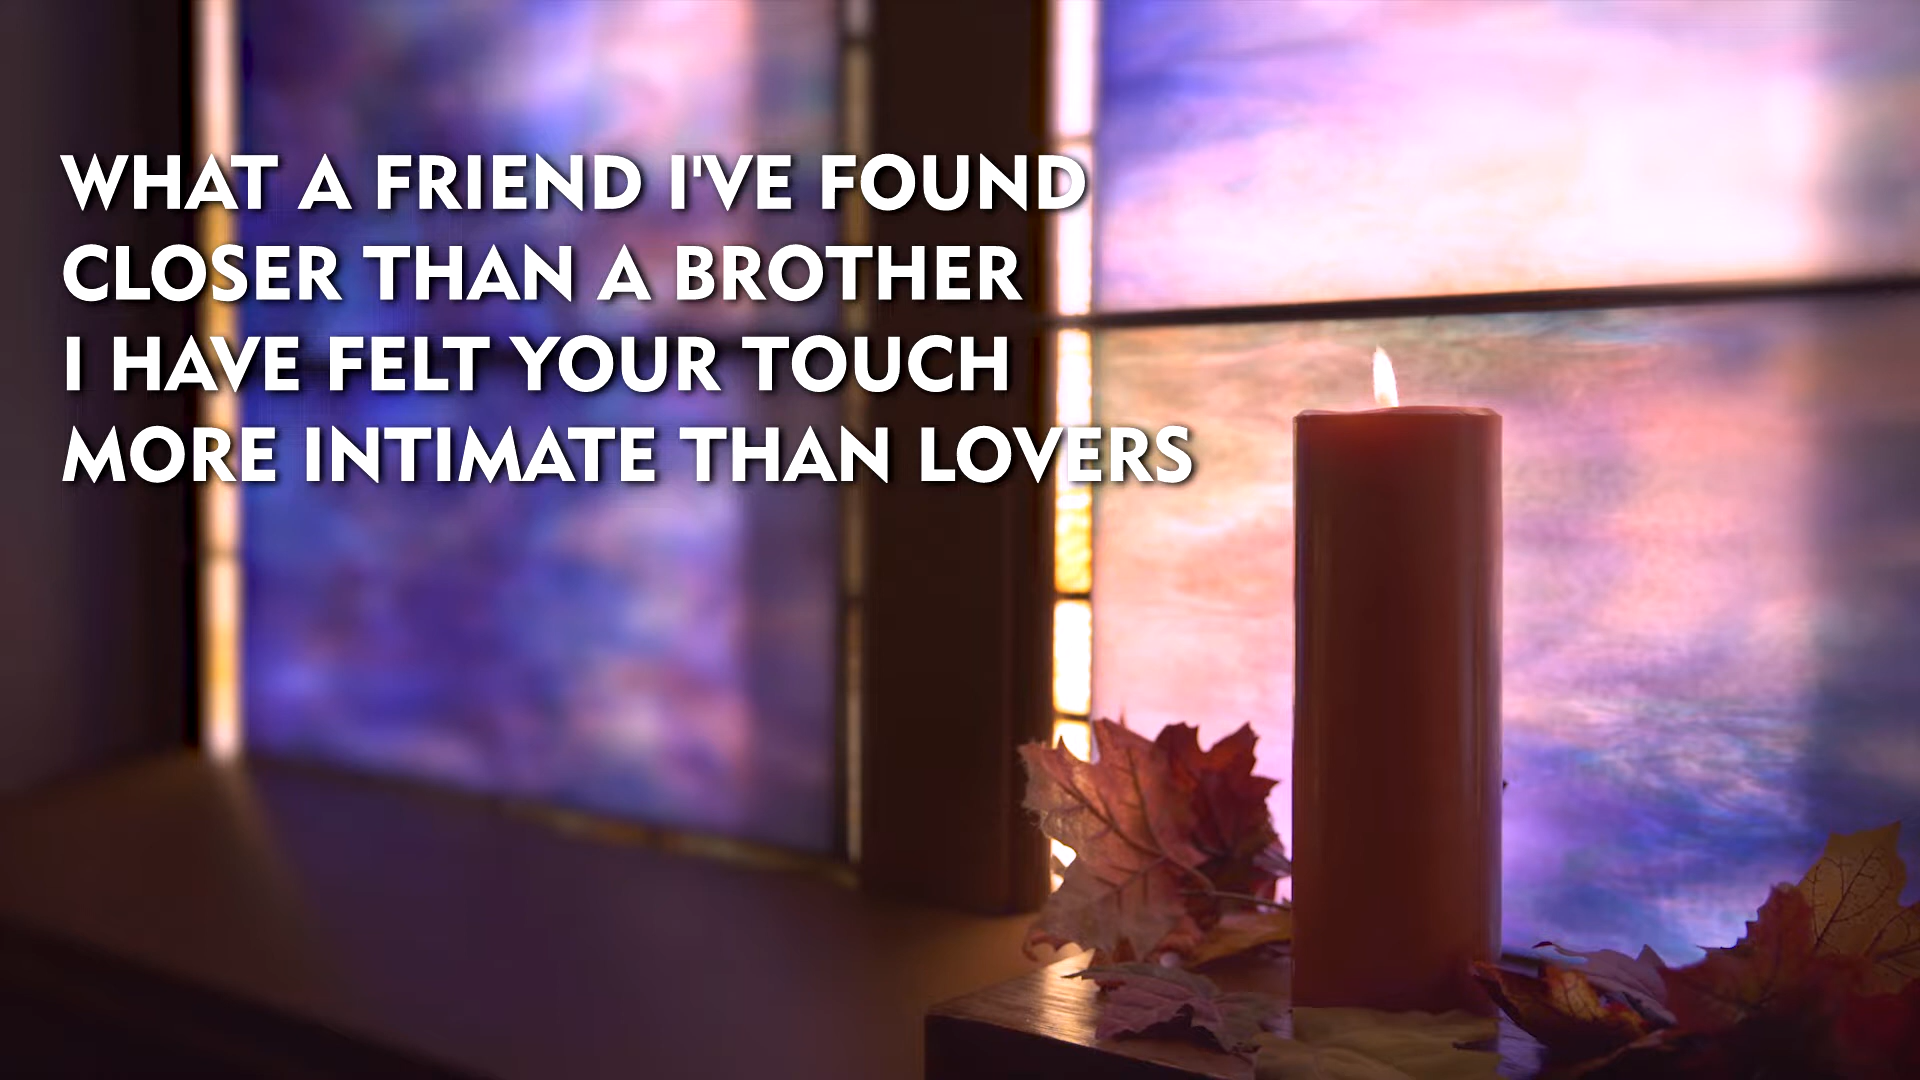 WHAT A FRIEND I'VE FOUND
CLOSER THAN A BROTHER
I HAVE FELT YOUR TOUCH
MORE INTIMATE THAN LOVERS